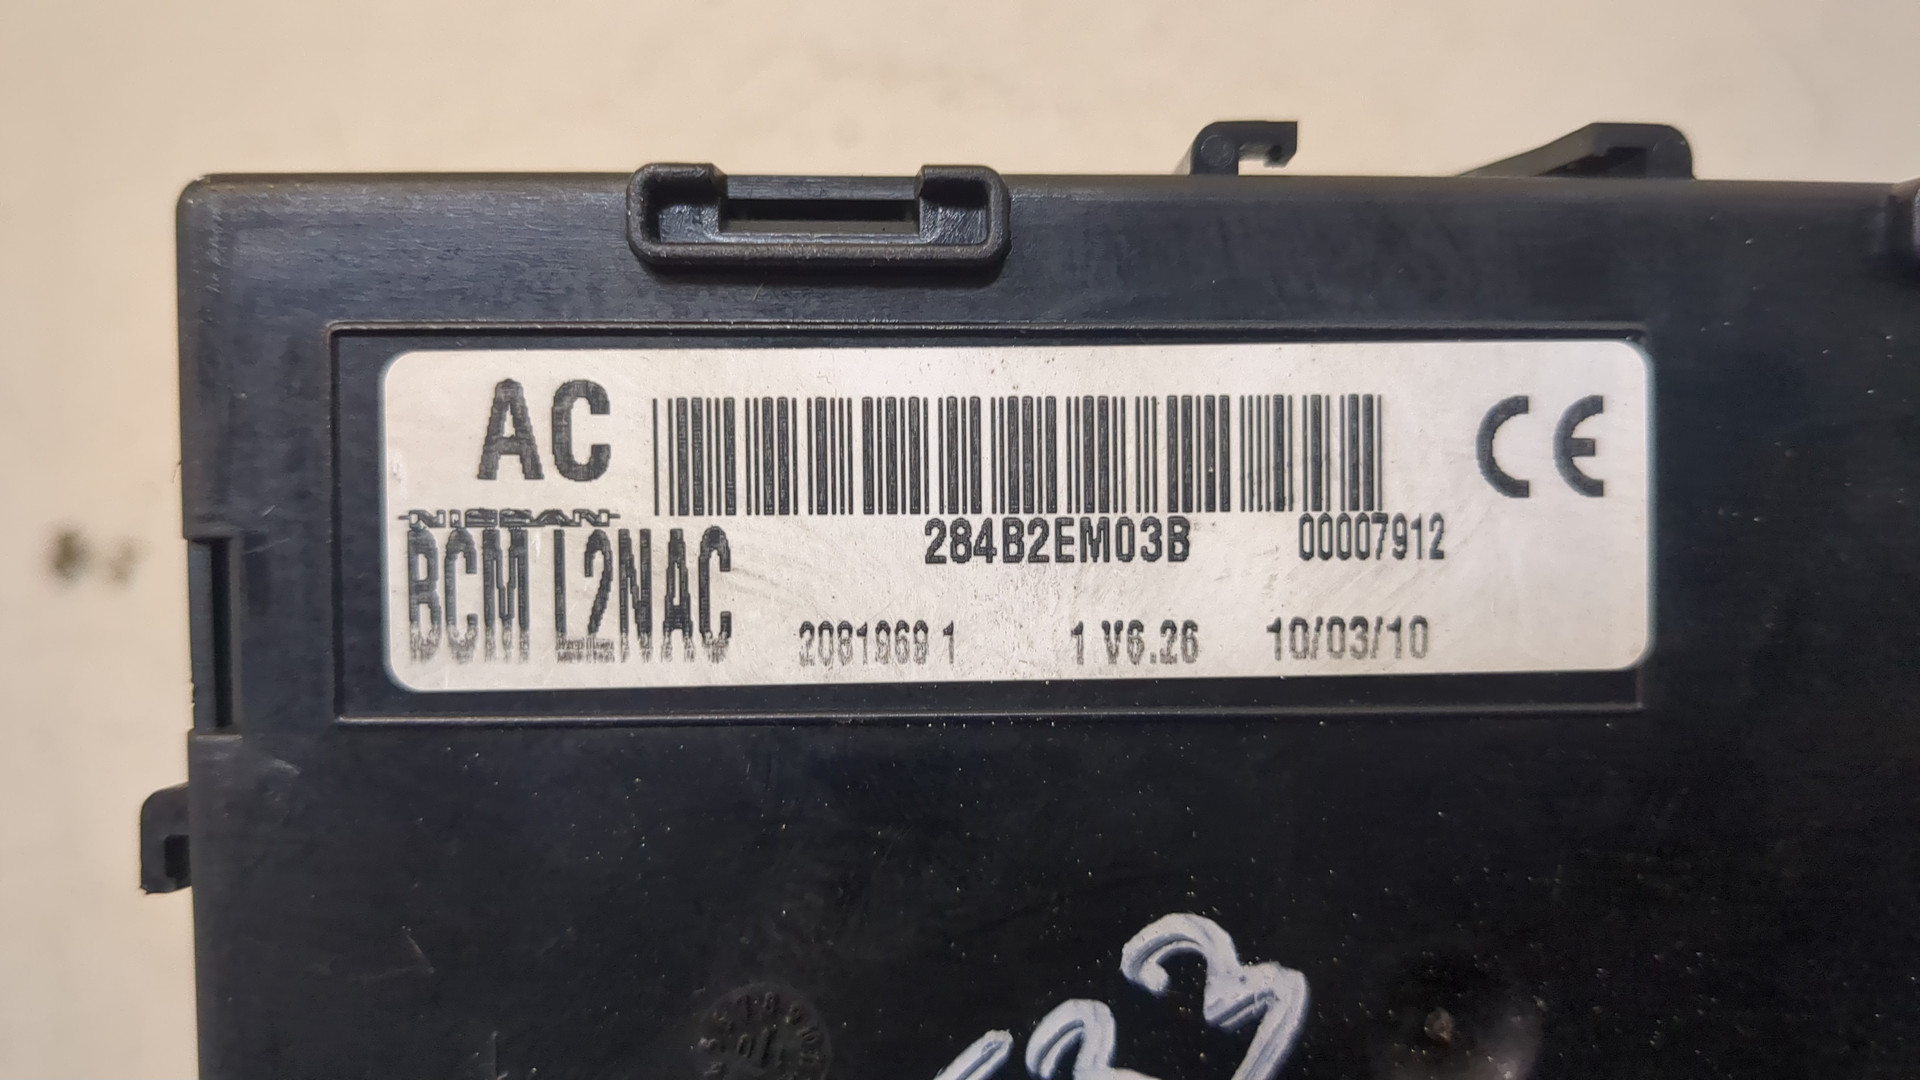 AC
CE
NISSAN
284B2EM03B 00007912
BCM L2NAC
2081969 1 1 V6.26 10/03/10